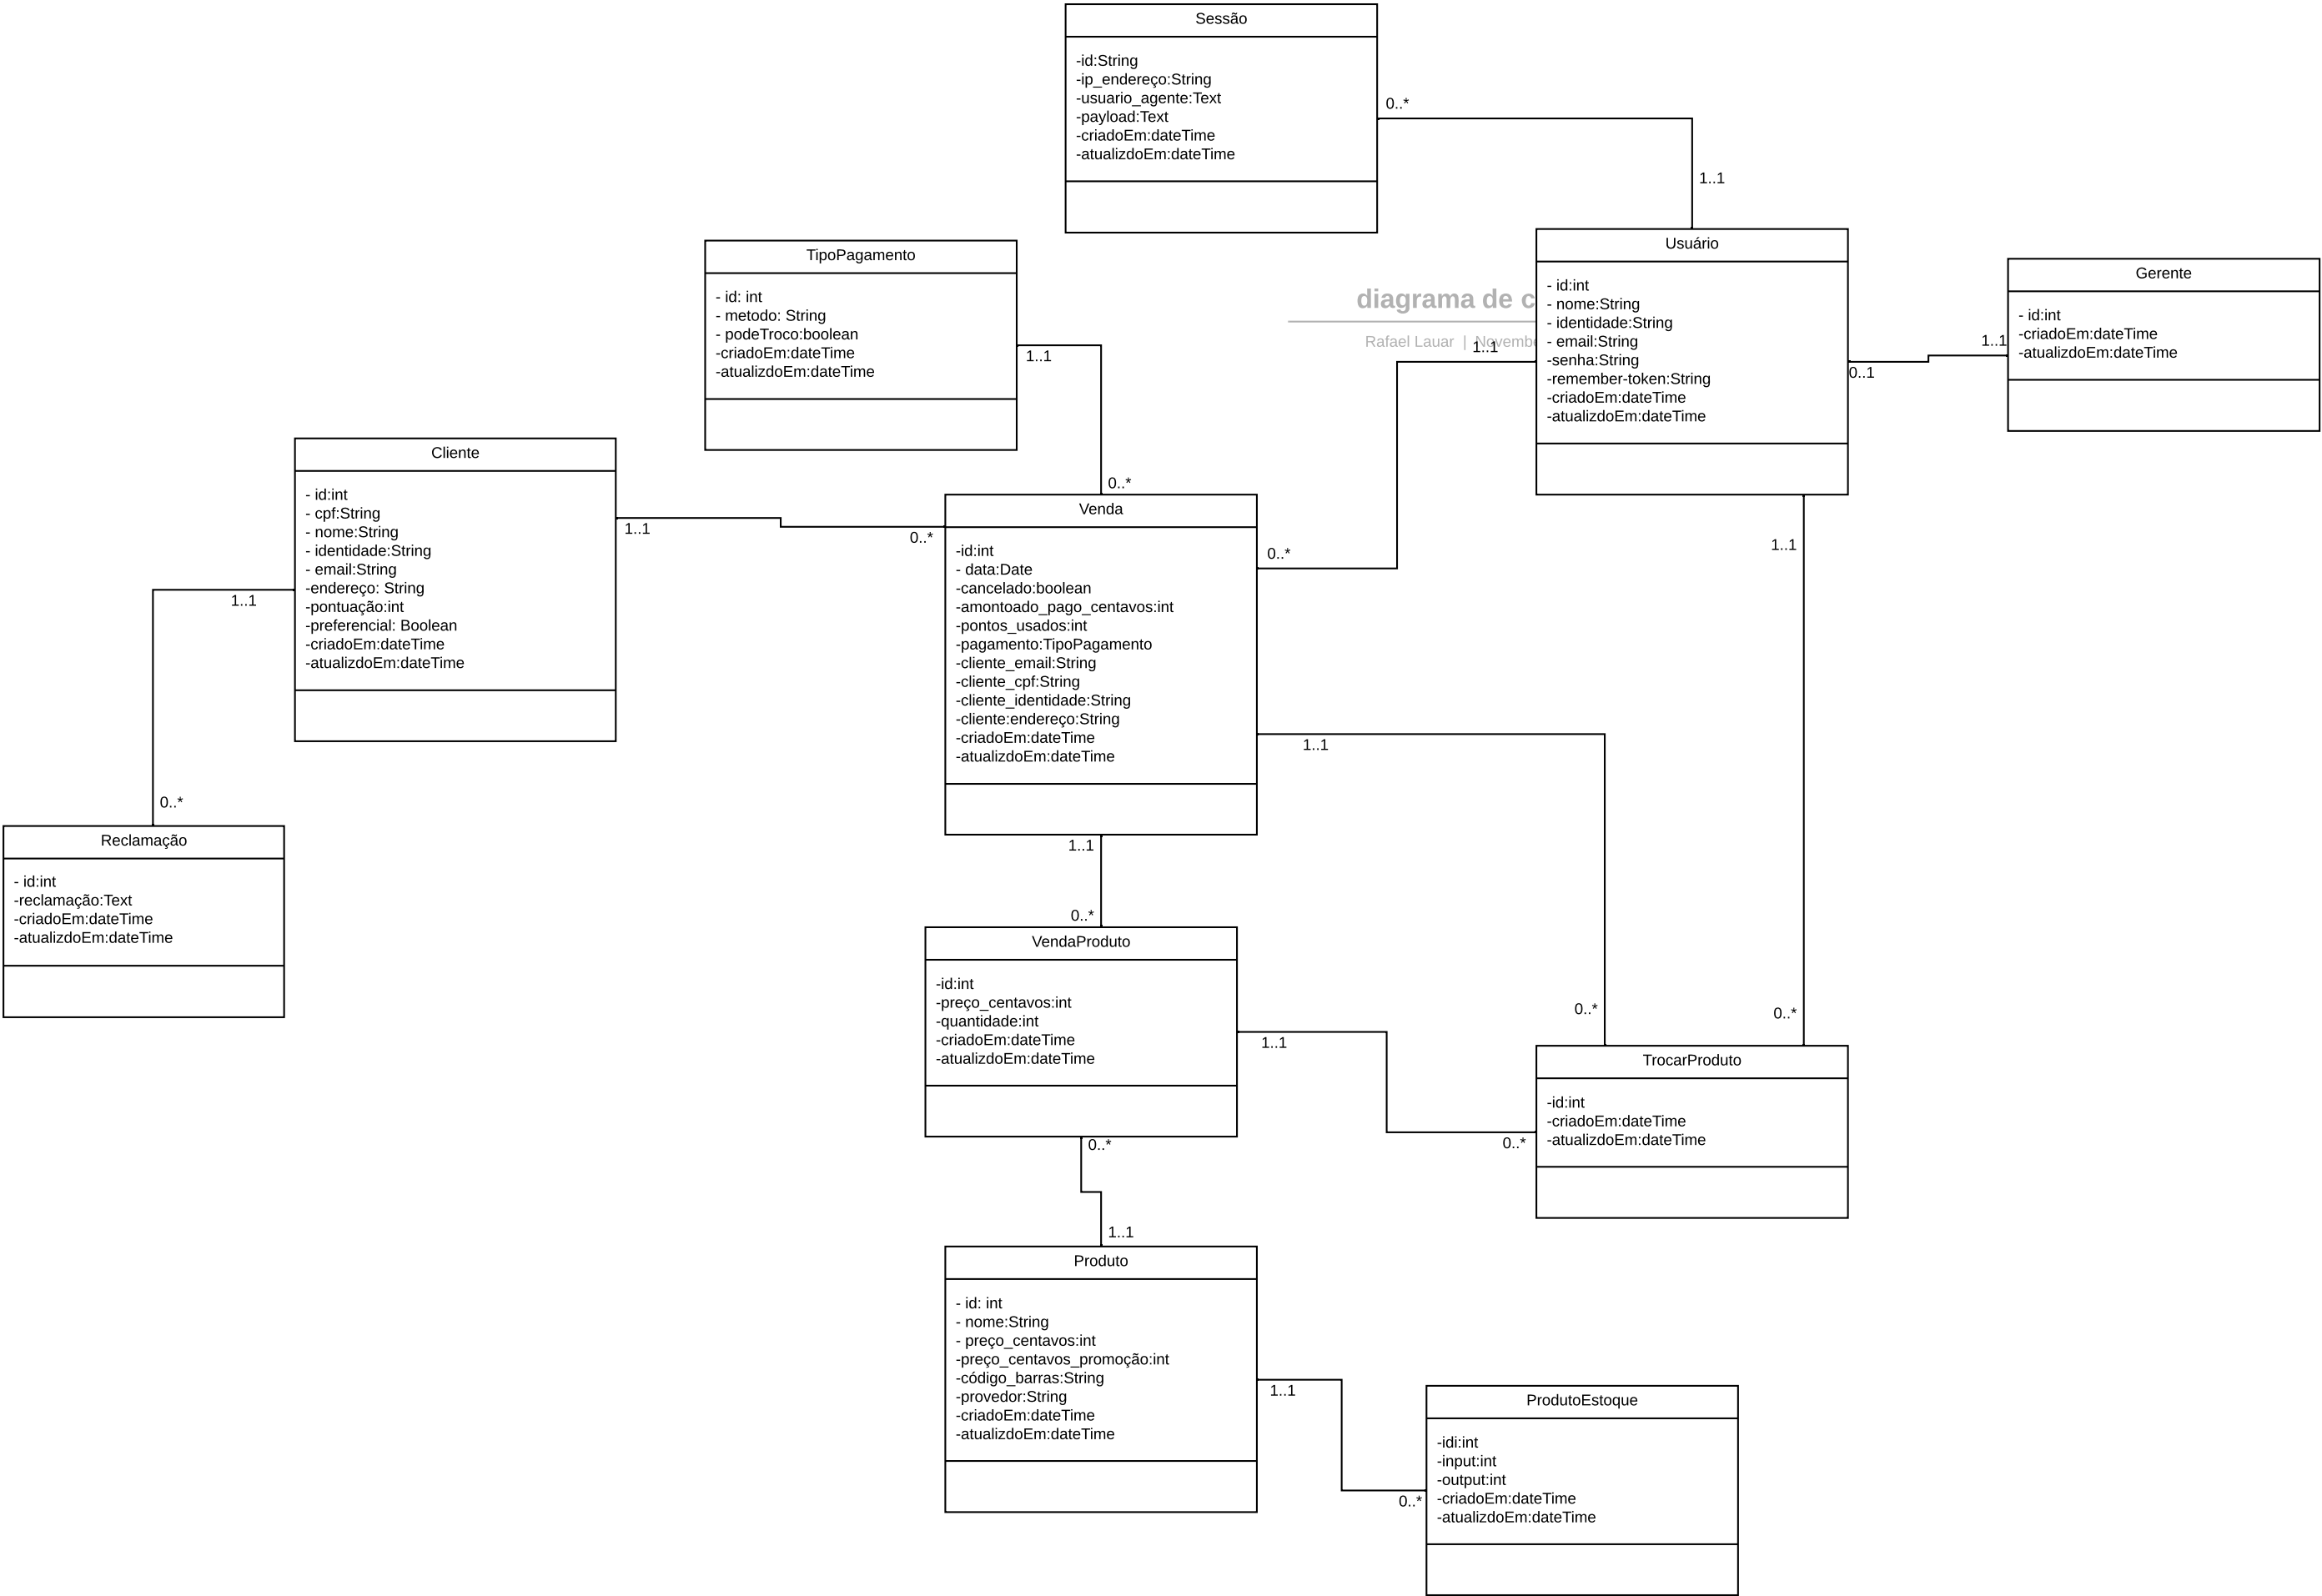 Sessão
-id:String
-ip_endereço:String
-usuario_agente:Text
-payload:Text
-criadoEm:dateTime
-atualizdoEm:dateTime
0..*
1..1
TipoPagamento
- id: int
- metodo: String
- podeTroco:boolean
-criadoEm:dateTime
-atualizdoEm:dateTime
1..1
0..*
diagrama de c
Rafael Lauar | Novembe
Usuário
- id:int
- nome:String
- identidade:String
- email:String
-senha:String
-remember-token:String
-criadoEm:dateTime
-atualizdoEm:dateTime
1..1
0..*
0..1
1..1
Gerente
- id:int
-criadoEm:dateTime
-atualizdoEm:dateTime
Cliente
- id:int
- cpf:String
- nome:String
- identidade:String
- email:String
-endereço: String
-pontuação:int
-preferencial: Boolean
-criadoEm:dateTime
-atualizdoEm:dateTime
1..1
0..*
1..1
0..*
Venda
-id:int
- data:Date
-cancelado:boolean
-amontoado_pago_centavos:int
-pontos_usados:int
-pagamento:TipoPagamento
-cliente_email:String
-cliente_cpf:String
-cliente_identidade:String
-cliente:endereço:String
-criadoEm:dateTime
-atualizdoEm:dateTime
1..1
0..*
1..1
0..*
1..1
0..*
Reclamação
- id:int
-reclamação:Text
-criadoEm:dateTime
-atualizdoEm:dateTime
VendaProduto
-id:int
-preço_centavos:int
-quantidade:int
-criadoEm:dateTime
-atualizdoEm:dateTime
1..1
0..*
0..*
1..1
TrocarProduto
-id:int
-criadoEm:dateTime
-atualizdoEm:dateTime
Produto
- id: int
- nome:String
- preço_centavos:int
-preço_centavos_promoção:int
-código_barras:String
-provedor:String
-criadoEm:dateTime
-atualizdoEm:dateTime
1..1
0..*
ProdutoEstoque
-idi:int
-input:int
-output:int
-criadoEm:dateTime
-atualizdoEm:dateTime